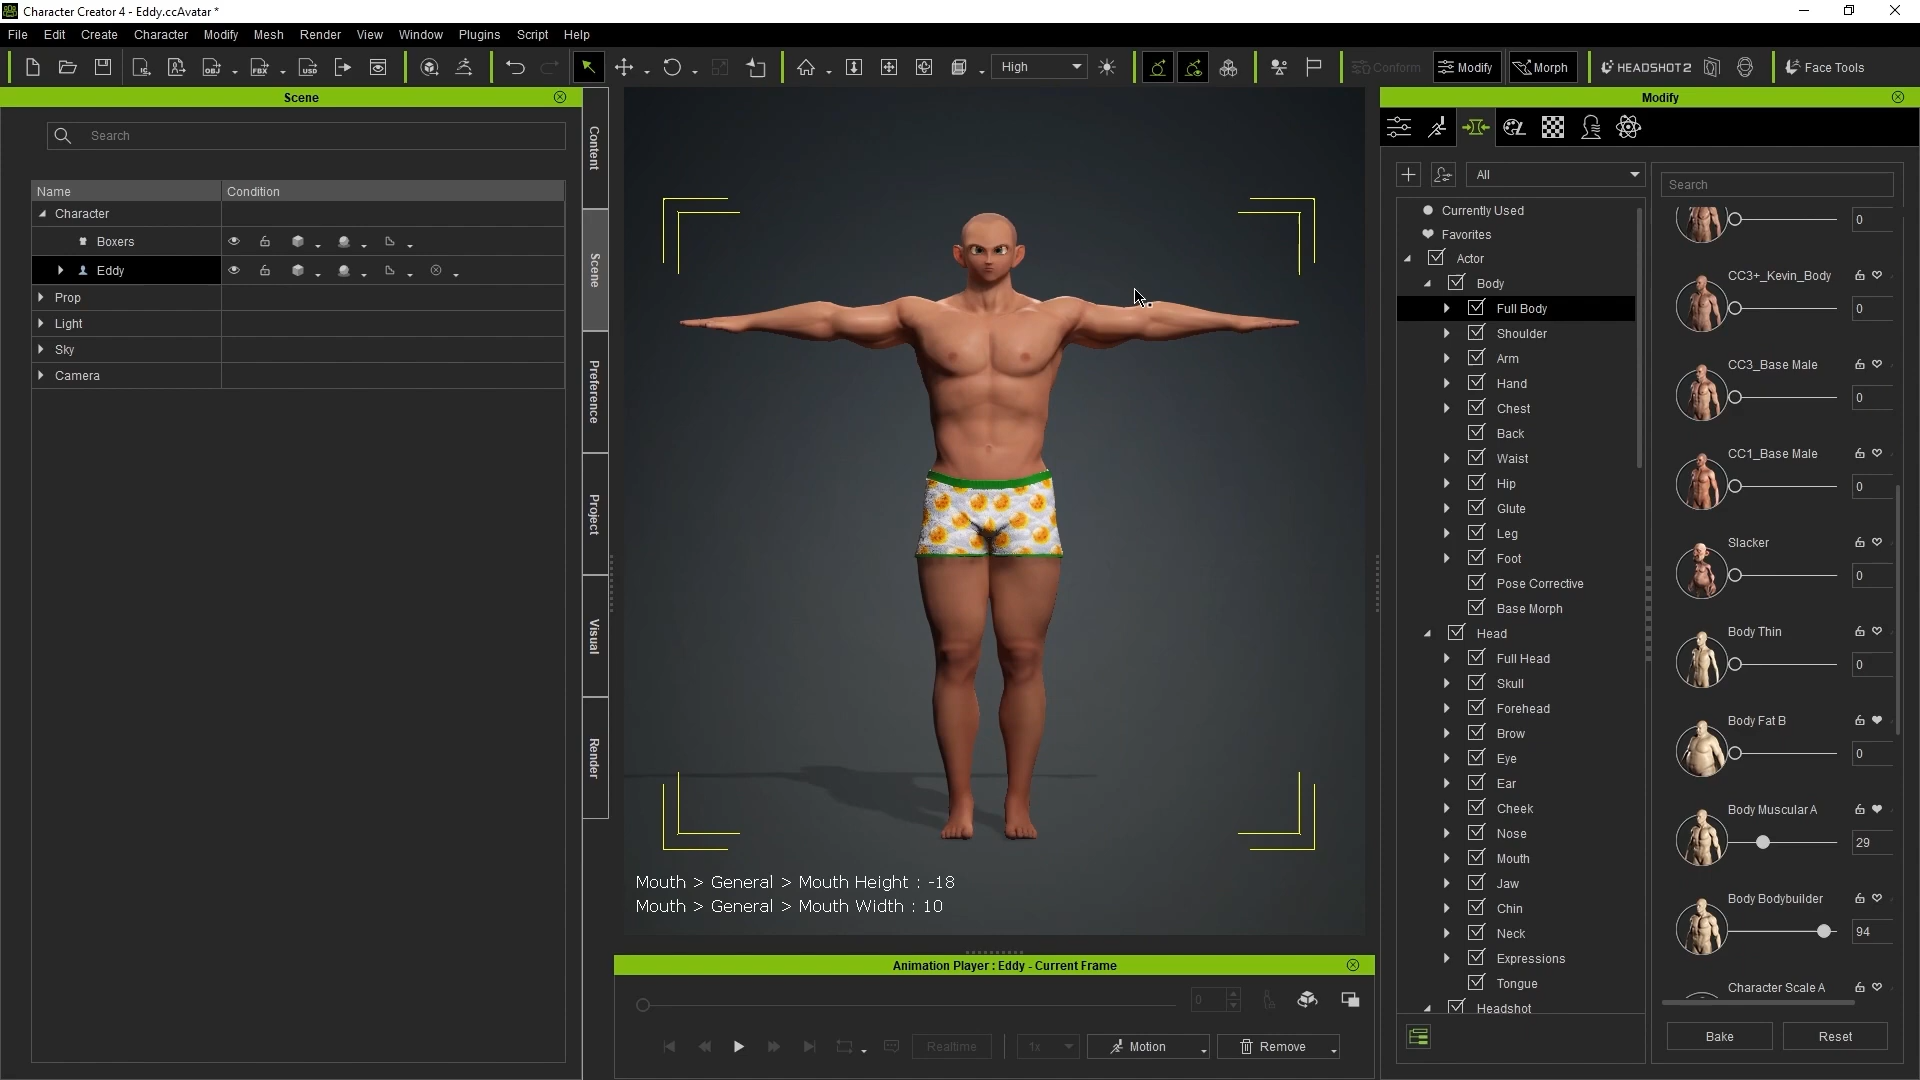 Character Creator 4 - Eddy.ccAvatar *
File Edit Create Character Modify Mesh Render View Window Plugins Script Help
High Conform Modify Morph HEADSHOT 2 Face Tools
Scene
Search
Name Condition
Character
Boxers
Eddy
Prop
Light
Sky
Camera
Content
Scene
Preference
Project
Visual
Render
Mouth > General > Mouth Height : -18
Mouth > General > Mouth Width : 10
Animation Player : Eddy - Current Frame
0
Realtime 1x Motion Remove
Modify
All
Currently Used
Favorites
Actor
Body
Full Body
Shoulder
Arm
Hand
Chest
Back
Waist
Hip
Glute
Leg
Foot
Pose Corrective
Base Morph
Head
Full Head
Skull
Forehead
Brow
Eye
Ear
Cheek
Nose
Mouth
Jaw
Chin
Neck
Expressions
Tongue
Headshot
Search
0
CC3+_Kevin_Body
0
CC3_Base Male
0
CC1_Base Male
0
Slacker
0
Body Thin
0
Body Fat B
0
Body Muscular A
29
Body Bodybuilder
94
Character Scale A
Bake Reset